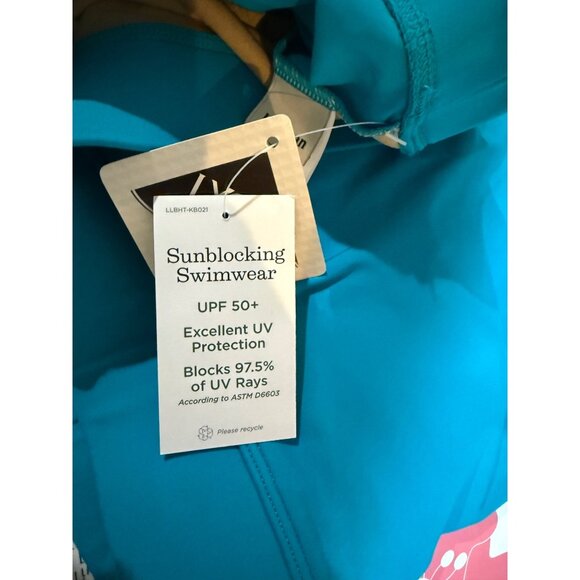 LLBHT-KB021
Sunblocking
Swimwear
UPF 50+
Excellent UV
Protection
Blocks 97.5%
of UV Rays
According to ASTM D6603
Please recycle